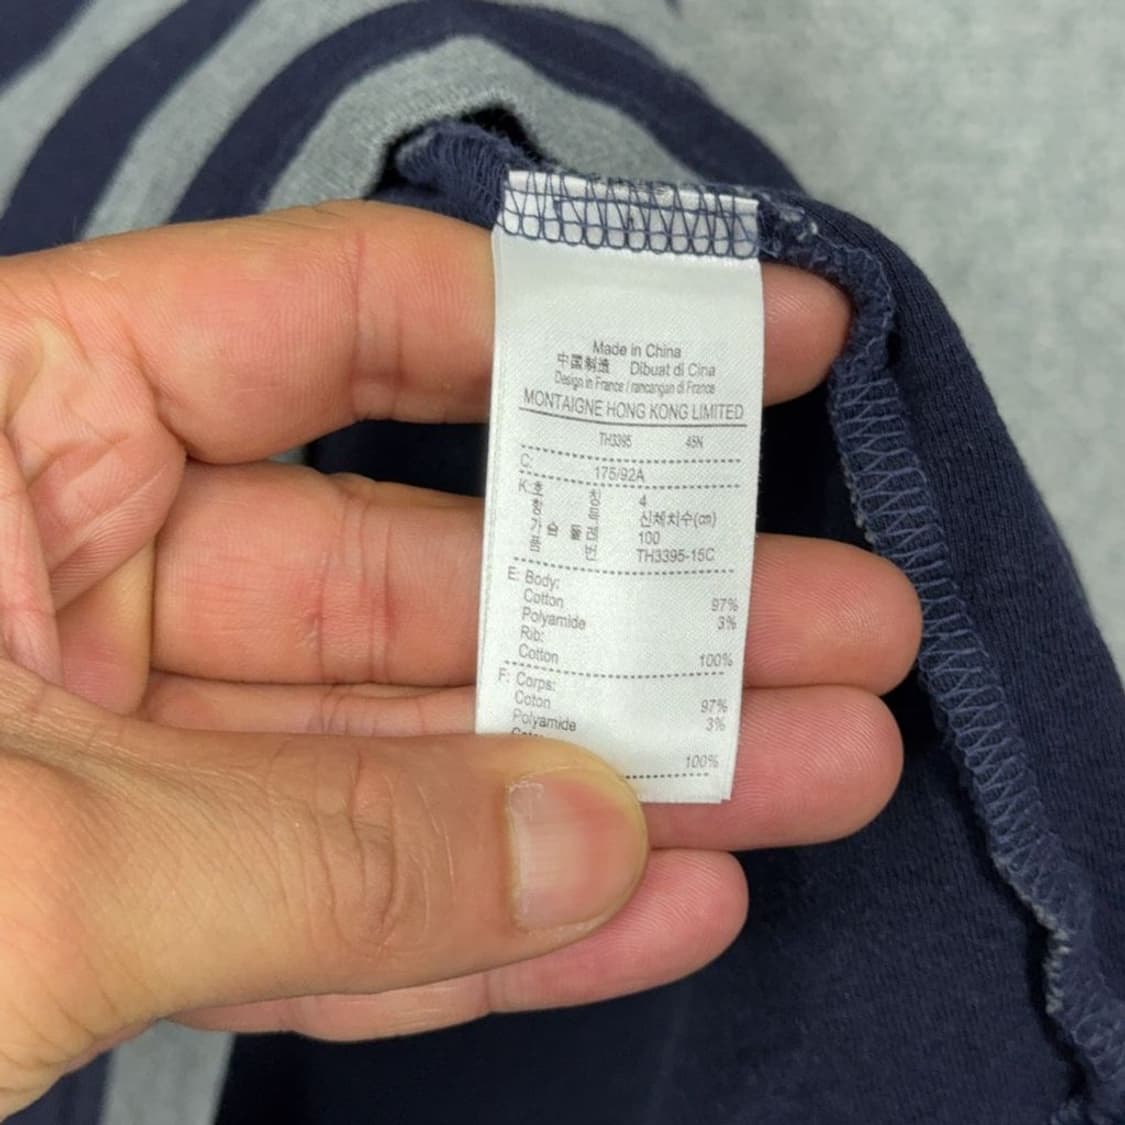 Made in China
中国制造 Dibuat di Cina
Design in France / rancangan di France
MONTAIGNE HONG KONG LIMITED
TH3395 45N
C: 175/92A
K: 호 칭 4
항 목 신체치수(cm)
가 슴 둘 레 100
품 번 TH3395-15C
E: Body:
Cotton 97%
Polyamide 3%
Rib:
Cotton 100%
F: Corps:
Coton 97%
Polyamide 3%
100%